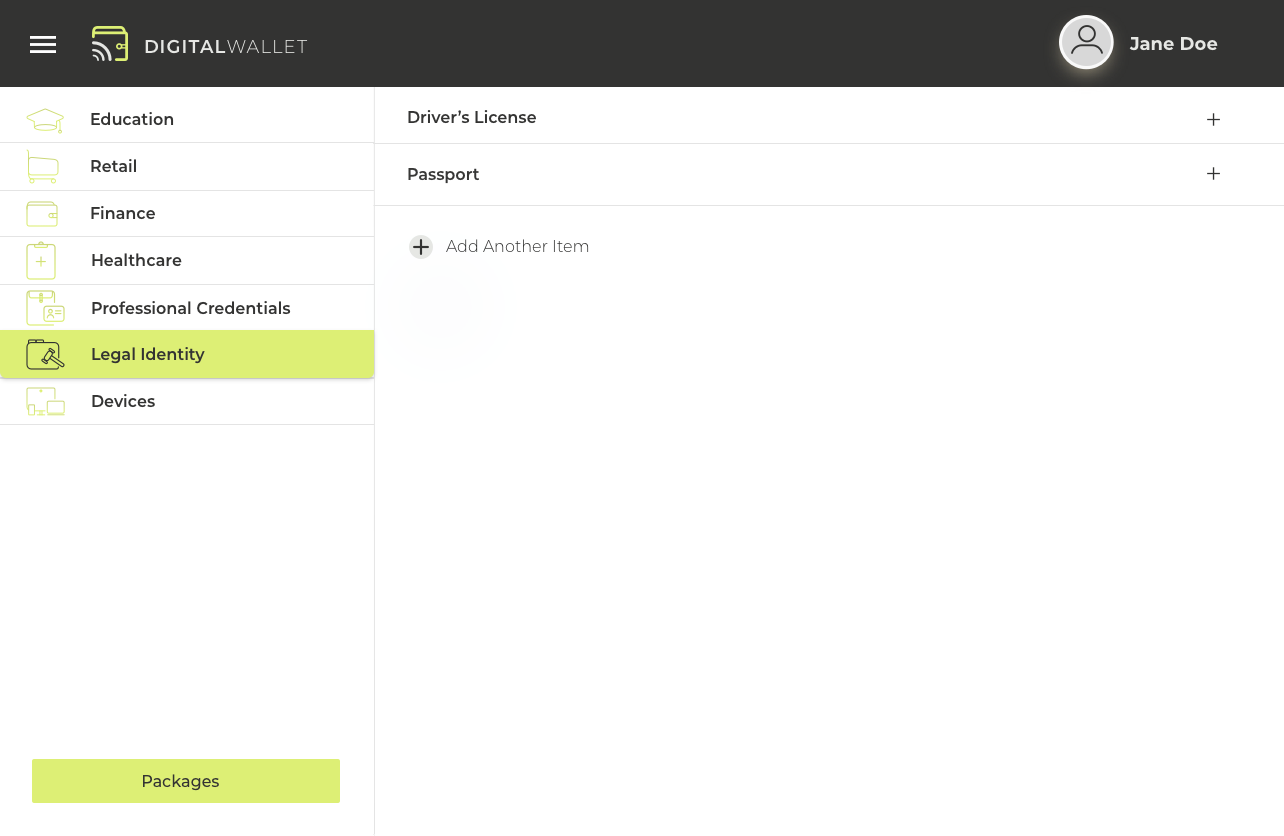 DIGITALWALLET
Jane Doe
Education
Retail
Finance
Healthcare
Professional Credentials
Legal Identity
Devices
Packages
Driver’s License
Passport
Add Another Item